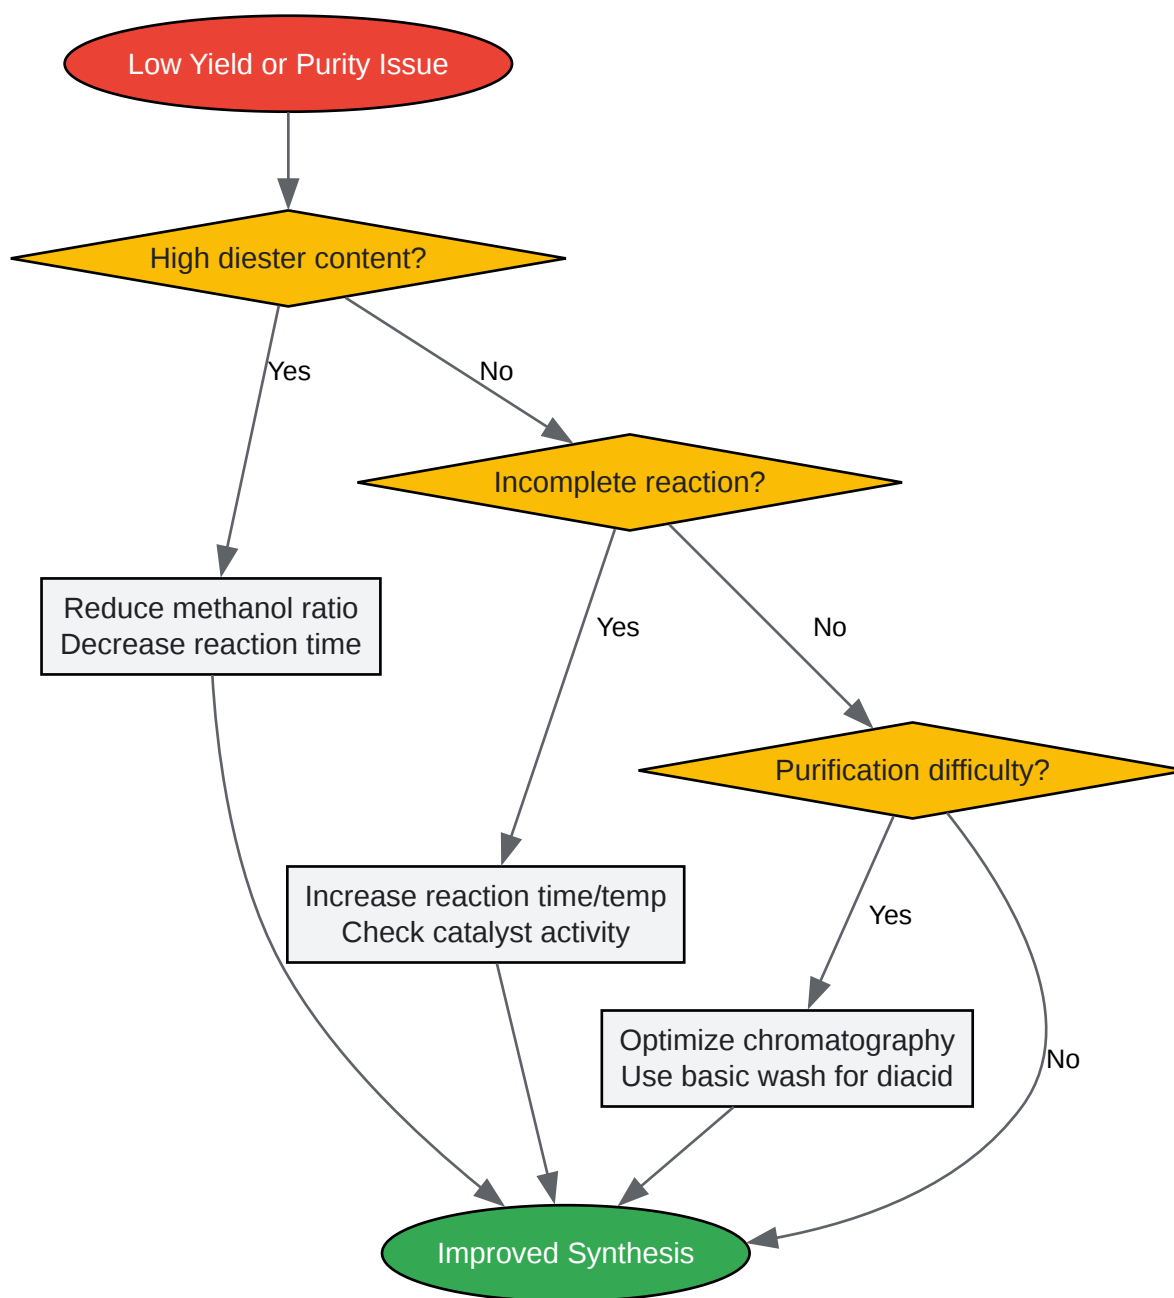 Low Yield or Purity Issue
High diester content?
Yes
No
Incomplete reaction?
Reduce methanol ratio
Decrease reaction time
Yes
No
Purification difficulty?
Increase reaction time/temp
Check catalyst activity
Yes
Optimize chromatography
Use basic wash for diacid
No
Improved Synthesis